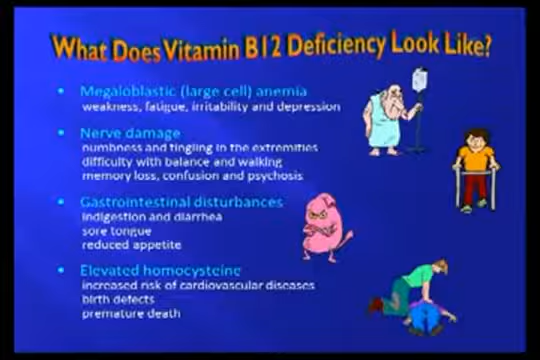 What Does Vitamin B12 Deficiency Look Like?
• Megaloblastic (large cell) anemia
weakness, fatigue, irritability and depression
• Nerve damage
numbness and tingling in the extremities
difficulty with balance and walking
memory loss, confusion and psychosis
• Gastrointestinal disturbances
indigestion and diarrhea
sore tongue
reduced appetite
• Elevated homocysteine
increased risk of cardiovascular diseases
birth defects
premature death